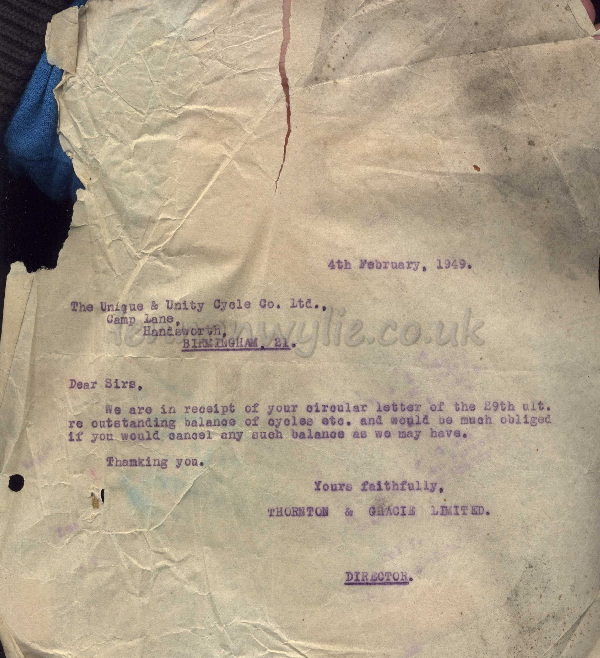 4th February, 1949.
The Unique & Unity Cycle Co. Ltd.,
Camp Lane,
Handsworth,
BIRMINGHAM, 21.
Dear Sirs,
We are in receipt of your circular letter of the 29th ult.
re outstanding balance of cycles etc. and would be much obliged
if you would cancel any such balance as we may have.
Thamking you.
Yours faithfully,
THORNTON & GRACIE LIMITED.
DIRECTOR.